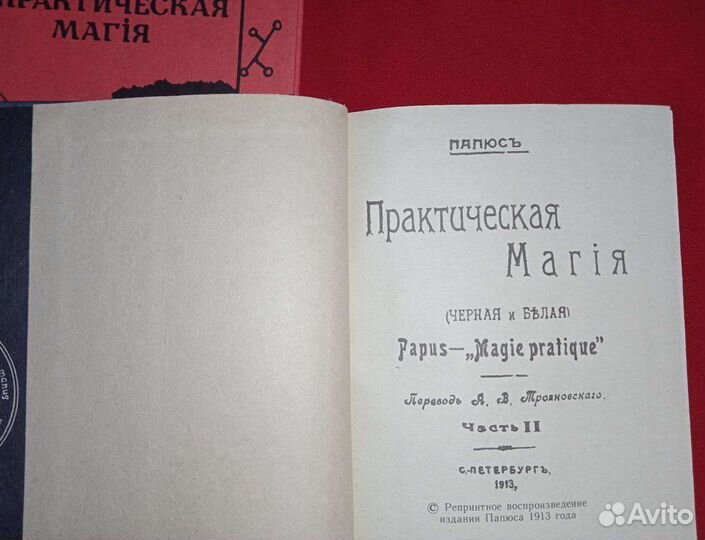 ПРАКТИЧЕСКАЯ
МАГІЯ
ПАПЮСЪ
Практическая
Магія
(ЧЕРНАЯ и БѢЛАЯ)
Papus—„Magie pratique"
Переводъ А. В. Трояновскаго.
Часть II
С.-ПЕТЕРБУРГЪ.
1913,
© Репринтное воспроизведение
издания Папюса 1913 года
Avito